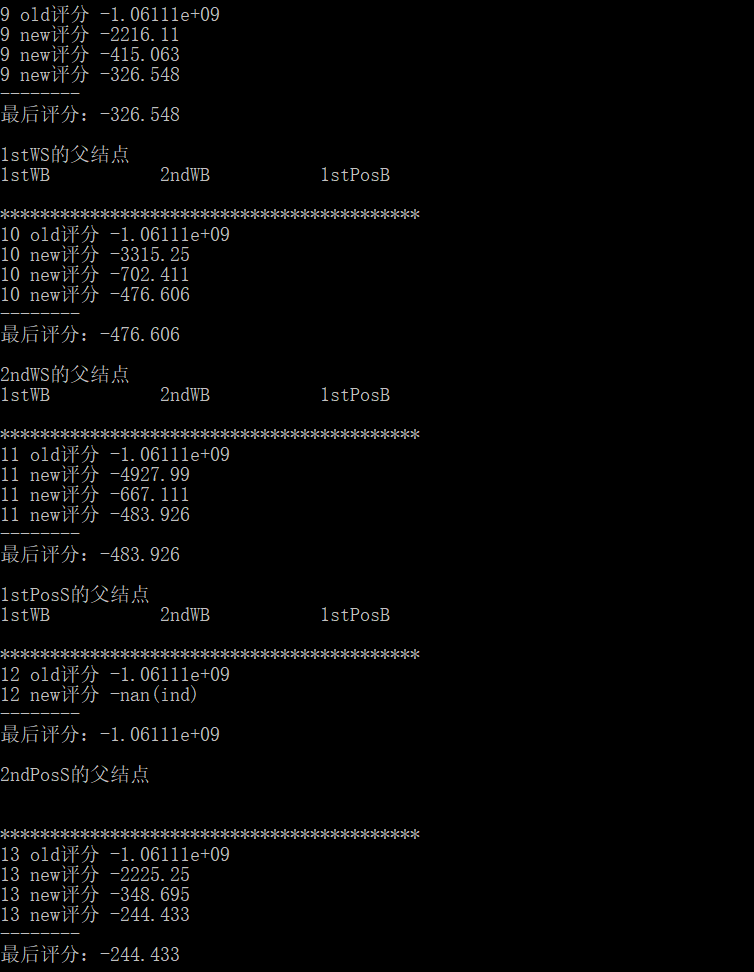 9 old评分 -1.06111e+09
9 new评分 -2216.11
9 new评分 -415.063
9 new评分 -326.548
--------
最后评分: -326.548
1stWS的父结点
1stWB 2ndWB 1stPosB
******************************************
10 old评分 -1.06111e+09
10 new评分 -3315.25
10 new评分 -702.411
10 new评分 -476.606
--------
最后评分: -476.606
2ndWS的父结点
1stWB 2ndWB 1stPosB
******************************************
11 old评分 -1.06111e+09
11 new评分 -4927.99
11 new评分 -667.111
11 new评分 -483.926
--------
最后评分: -483.926
1stPosS的父结点
1stWB 2ndWB 1stPosB
******************************************
12 old评分 -1.06111e+09
12 new评分 -nan(ind)
--------
最后评分: -1.06111e+09
2ndPosS的父结点
******************************************
13 old评分 -1.06111e+09
13 new评分 -2225.25
13 new评分 -348.695
13 new评分 -244.433
--------
最后评分: -244.433